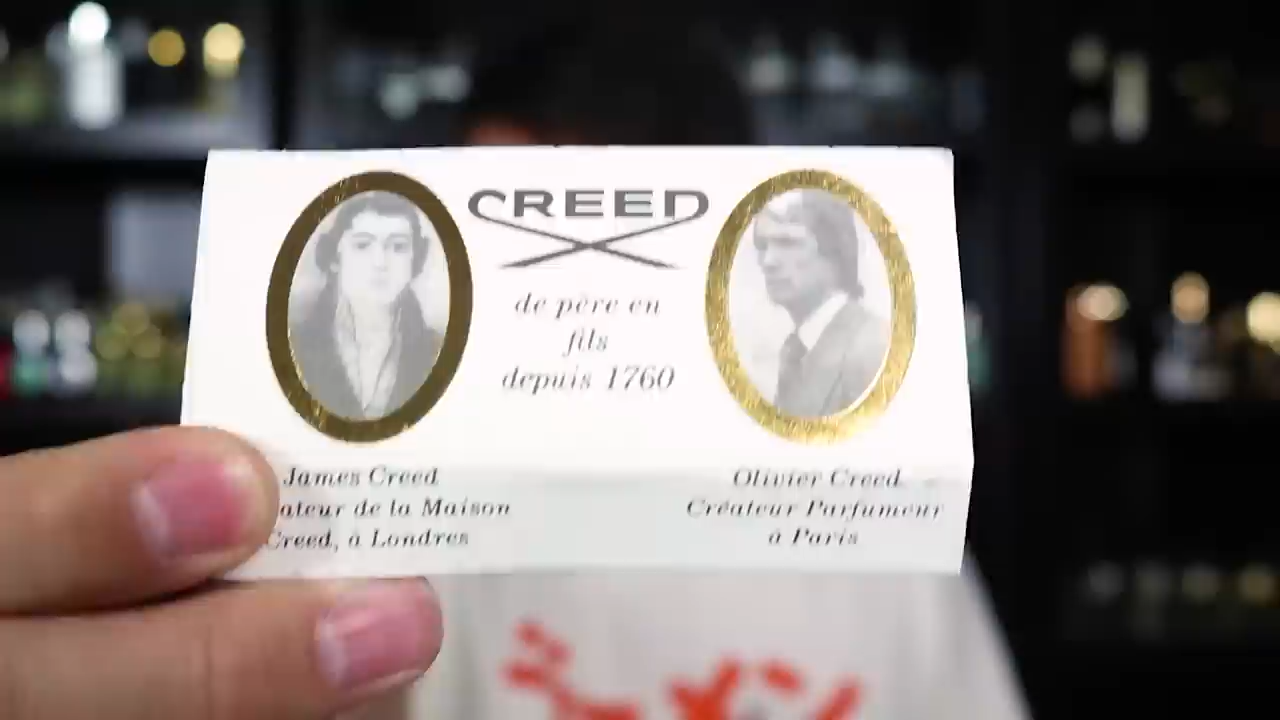 CREED
de père en
fils
depuis 1760
James Creed
ateur de la Maison
Creed, à Londres
Olivier Creed
Créateur Parfumeur
à Paris